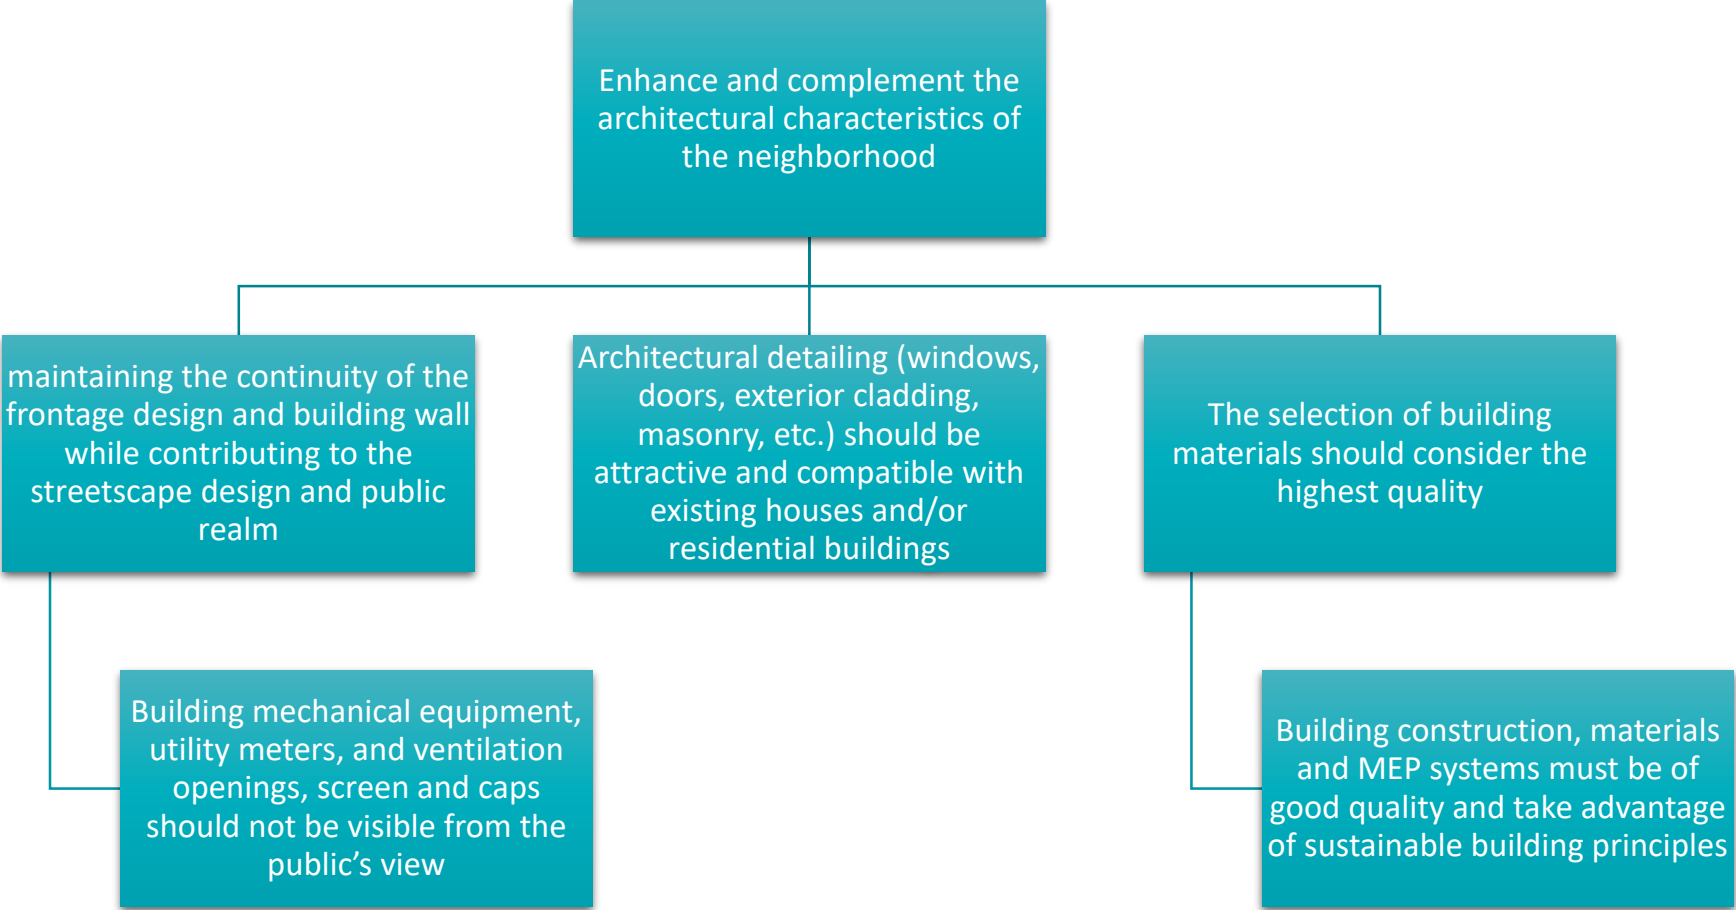 Enhance and complement the
architectural characteristics of
the neighborhood
maintaining the continuity of the
frontage design and building wall
while contributing to the
streetscape design and public
realm
Architectural detailing (windows,
doors, exterior cladding,
masonry, etc.) should be
attractive and compatible with
existing houses and/or
residential buildings
The selection of building
materials should consider the
highest quality
Building mechanical equipment,
utility meters, and ventilation
openings, screen and caps
should not be visible from the
public’s view
Building construction, materials
and MEP systems must be of
good quality and take advantage
of sustainable building principles